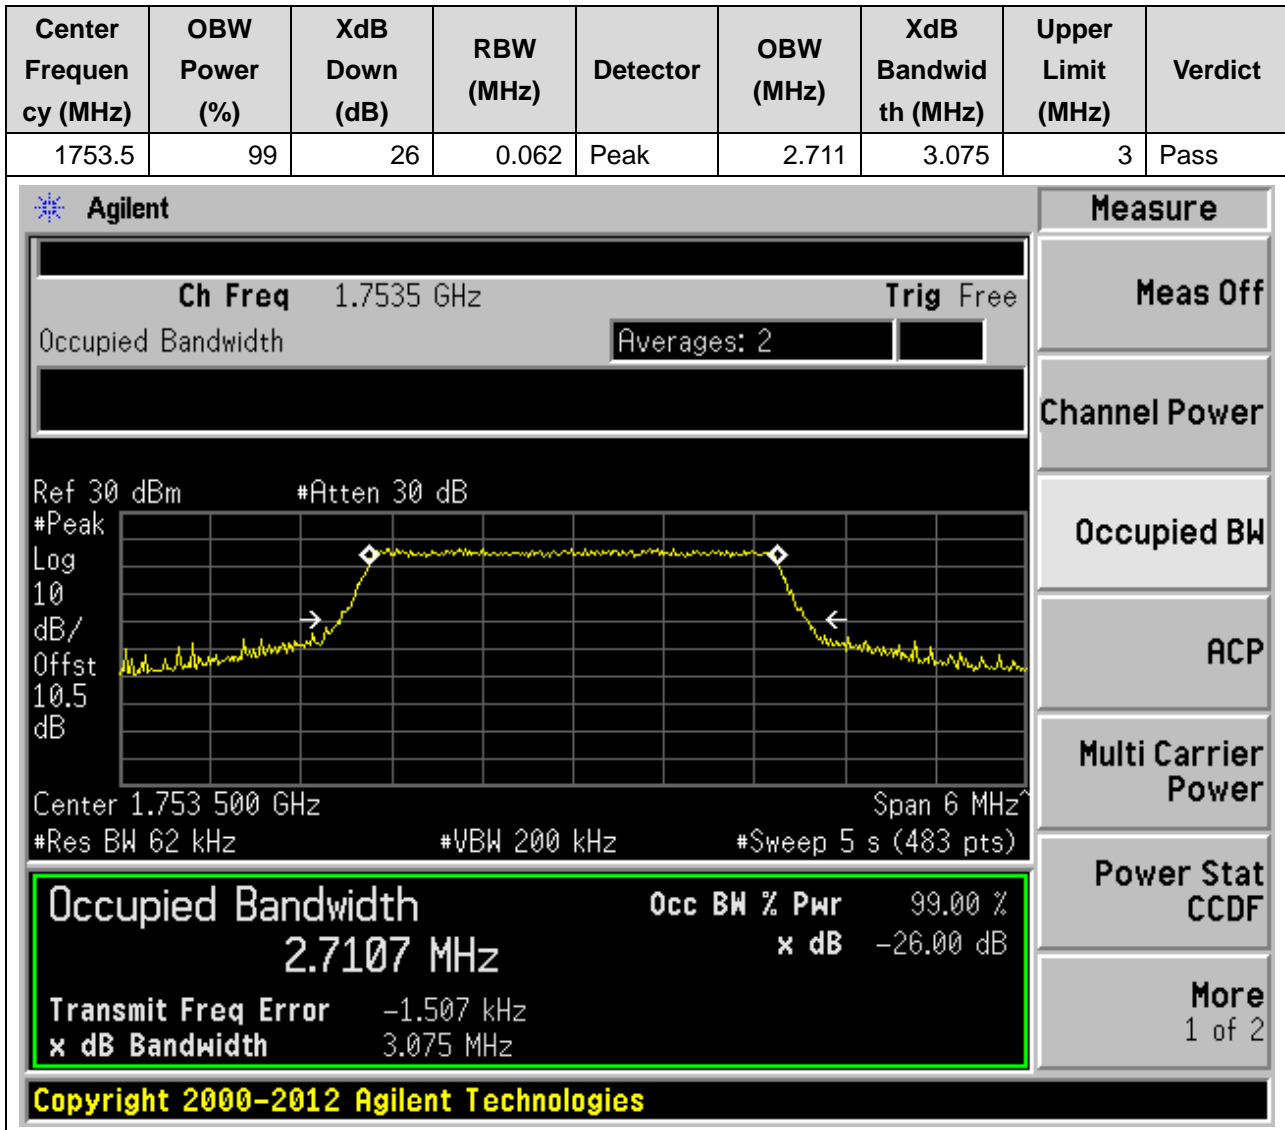 Center Frequen cy (MHz) OBW Power (%) XdB Down (dB) RBW (MHz) Detector OBW (MHz) XdB Bandwid th (MHz) Upper Limit (MHz) Verdict
1753.5 99 26 0.062 Peak 2.711 3.075 3 Pass
Agilent
Measure
Ch Freq 1.7535 GHz Trig Free
Occupied Bandwidth Averages: 2
Meas Off
Channel Power
Occupied BW
ACP
Multi Carrier
Power
Power Stat
CCDF
More
1 of 2
Ref 30 dBm #Atten 30 dB
#Peak
Log
10
dB/
Offst
10.5
dB
Center 1.753 500 GHz Span 6 MHz^
#Res BW 62 kHz #VBW 200 kHz #Sweep 5 s (483 pts)
Occupied Bandwidth Occ BW % Pwr 99.00 %
2.7107 MHz x dB -26.00 dB
Transmit Freq Error -1.507 kHz
x dB Bandwidth 3.075 MHz
Copyright 2000-2012 Agilent Technologies